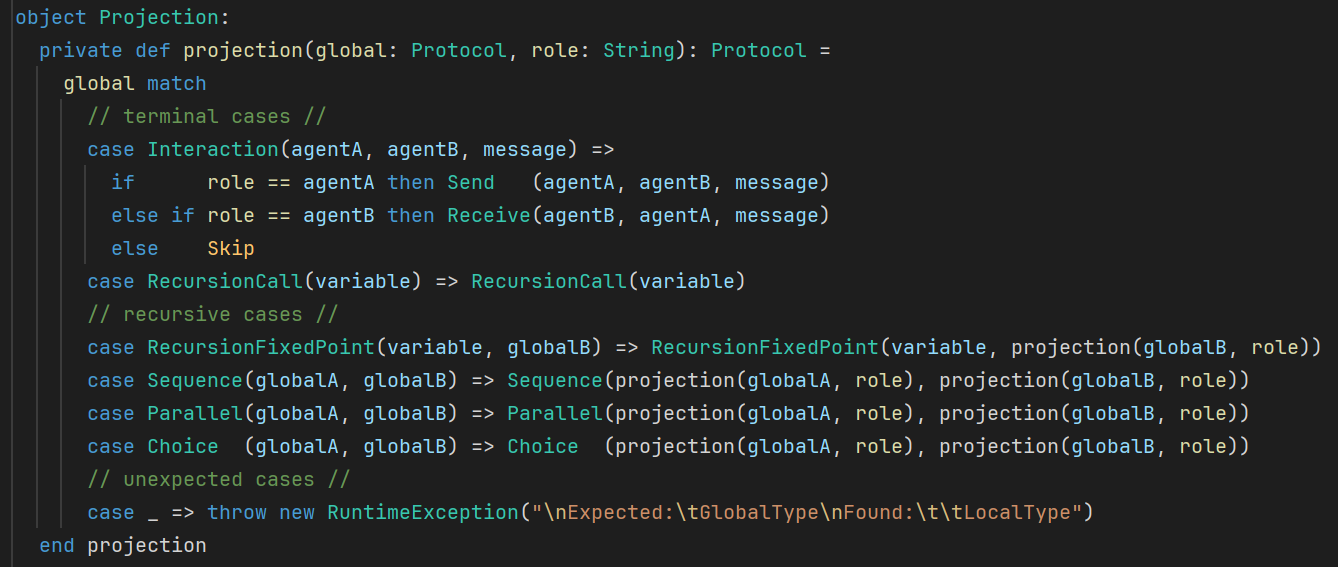 object Projection:
  private def projection(global: Protocol, role: String): Protocol =
    global match
      // terminal cases //
      case Interaction(agentA, agentB, message) =>
        if      role == agentA then Send   (agentA, agentB, message)
        else if role == agentB then Receive(agentB, agentA, message)
        else    Skip
      case RecursionCall(variable) => RecursionCall(variable)
      // recursive cases //
      case RecursionFixedPoint(variable, globalB) => RecursionFixedPoint(variable, projection(globalB, role))
      case Sequence(globalA, globalB) => Sequence(projection(globalA, role), projection(globalB, role))
      case Parallel(globalA, globalB) => Parallel(projection(globalA, role), projection(globalB, role))
      case Choice  (globalA, globalB) => Choice  (projection(globalA, role), projection(globalB, role))
      // unexpected cases //
      case _ => throw new RuntimeException("\nExpected:\tGlobalType\nFound:\t\tLocalType")
  end projection